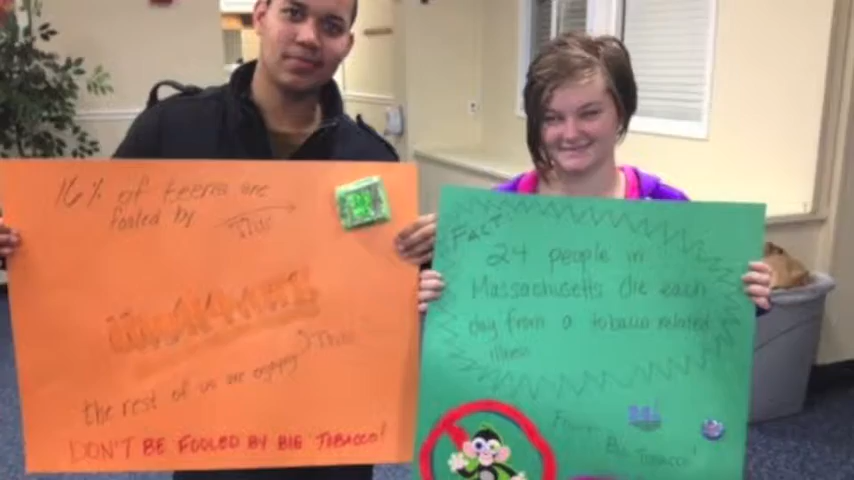 16% of teens are
fooled by this
the rest of us are enjoying this
DON'T BE FOOLED BY BIG TOBACCO!
FACT
24 people in
Massachusetts die each
day from a tobacco related
illness
Big Tobacco!